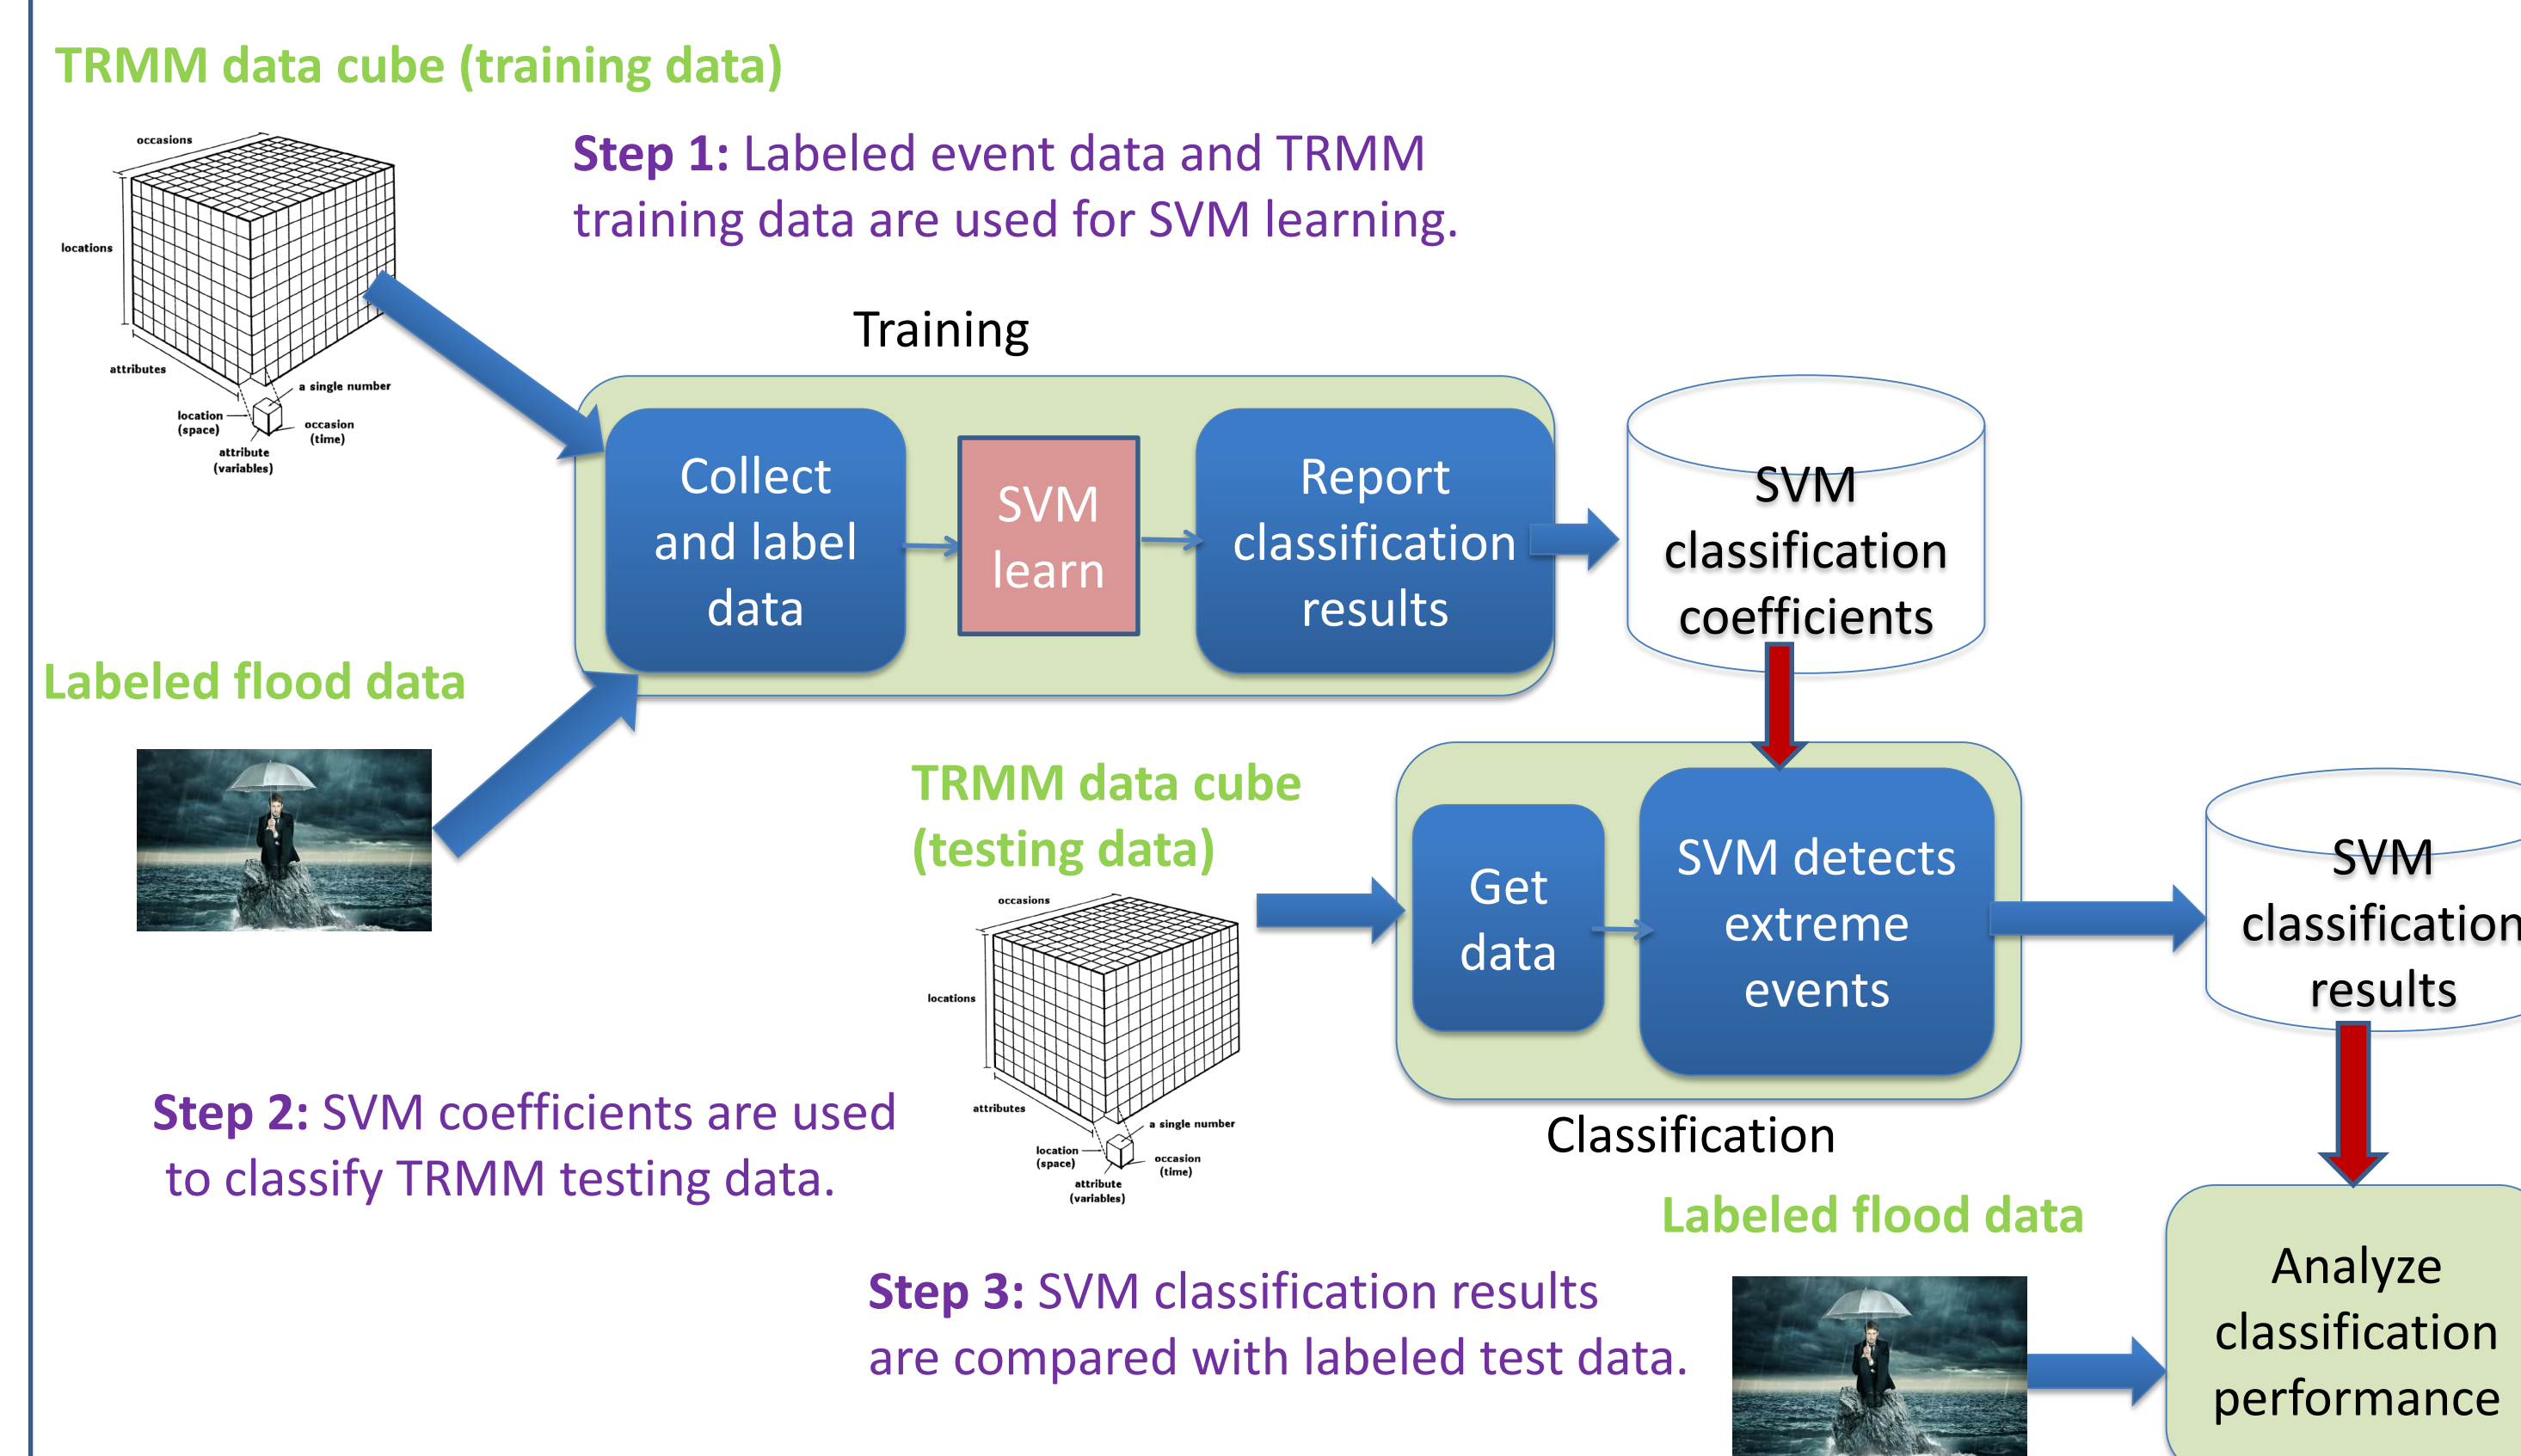 TRMM data cube (training data)
occasions
locations
attributes
a single number
location
(space)
occasion
(time)
attribute
(variables)
Step 1: Labeled event data and TRMM
training data are used for SVM learning.
Training
Collect
and label
data
SVM
learn
Report
classification
results
SVM
classification
coefficients
Labeled flood data
TRMM data cube
(testing data)
occasions
locations
attributes
a single number
location
(space)
occasion
(time)
attribute
(variables)
Get
data
SVM detects
extreme
events
Classification
SVM
classification
results
Step 2: SVM coefficients are used
to classify TRMM testing data.
Labeled flood data
Step 3: SVM classification results
are compared with labeled test data.
Analyze
classification
performance